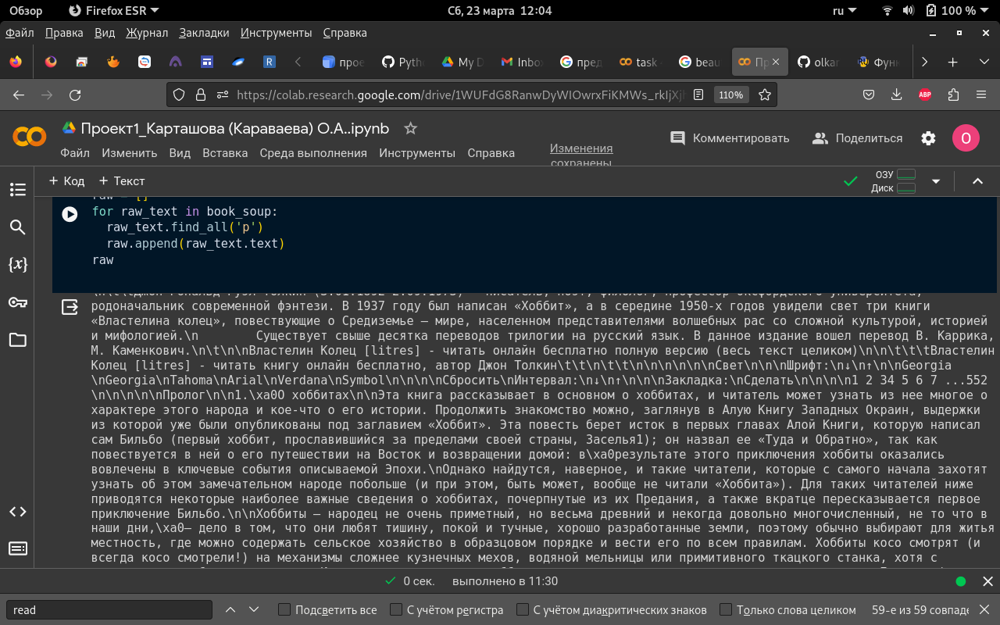 Обзор Firefox ESR Сб, 23 марта 12:04 ru 100 %
Файл Правка Вид Журнал Закладки Инструменты Справка
прое Pyth My D Inbo пред task beau Пр olkar Функ
https://colab.research.google.com/drive/1WUFdG8RanwDyWIOwrxFiKMWs_rkIjXj 110% ABP
Проект1_Карташова (Караваева) О.А..ipynb
Комментировать Поделиться O
Файл Изменить Вид Вставка Среда выполнения Инструменты Справка Изменения
сохранены
+ Код + Текст ОЗУ
Диск
raw = []
for raw_text in book_soup:
raw_text.find_all('p')
raw.append(raw_text.text)
raw
{x}
родоначальник современной фэнтези. В 1937 году был написан «Хоббит», а в середине 1950-х годов увидели свет три книги
«Властелина колец», повествующие о Средиземье – мире, населенном представителями волшебных рас со сложной культурой, историей
и мифологией.\n Существует свыше десятка переводов трилогии на русский язык. В данное издание вошел перевод В. Каррика,
М. Каменкович.\n\t\n\nВластелин Колец [litres] - читать онлайн бесплатно полную версию (весь текст целиком)\n\n\t\t\tВластелин
Колец [litres] - читать книгу онлайн бесплатно, автор Джон Толкин\t\t\n\t\t\n\n\n\n\n\nСвет\n\n\nШрифт:\n↓\n↑\n\n\nGeorgia
\nGeorgia\nTahoma\nArial\nVerdana\nSymbol\n\n\n\nСбросить\nИнтервал:\n↓\n↑\n\n\nЗакладка:\nСделать\n\n\n\n1 2 34 5 6 7 ...552
\n\n\n\n\nПролог\n\n1.\xa0О хоббитах\n\nЭта книга рассказывает в основном о хоббитах, и читатель может узнать из нее многое о
характере этого народа и кое-что о его истории. Продолжить знакомство можно, заглянув в Алую Книгу Западных Окраин, выдержки
из которой уже были опубликованы под заглавием «Хоббит». Эта повесть берет исток в первых главах Алой Книги, которую написал
сам Бильбо (первый хоббит, прославившийся за пределами своей страны, Заселья1); он назвал ее «Туда и Обратно», так как
повествуется в ней о его путешествии на Восток и возвращении домой: в\xa0результате этого приключения хоббиты оказались
вовлечены в ключевые события описываемой Эпохи.\nОднако найдутся, наверное, и такие читатели, которые с самого начала захотят
узнать об этом замечательном народе побольше (и при этом, быть может, вообще не читали «Хоббита»). Для таких читателей ниже
приводятся некоторые наиболее важные сведения о хоббитах, почерпнутые из их Предания, а также вкратце пересказывается первое
приключение Бильбо.\n\nХоббиты – народец не очень приметный, но весьма древний и некогда довольно многочисленный, не то что в
наши дни,\xa0– дело в том, что они любят тишину, покой и тучные, хорошо разработанные земли, поэтому обычно выбирают для житья
местность, где можно содержать сельское хозяйство в образцовом порядке и вести его по всем правилам. Хоббиты косо смотрят (и
всегда косо смотрели!) на механизмы сложнее кузнечных мехов, водяной мельницы или примитивного ткацкого станка, хотя с
0 сек. выполнено в 11:30
read Подсветить все С учётом регистра С учётом диакритических знаков Только слова целиком 59-е из 59 совпаде